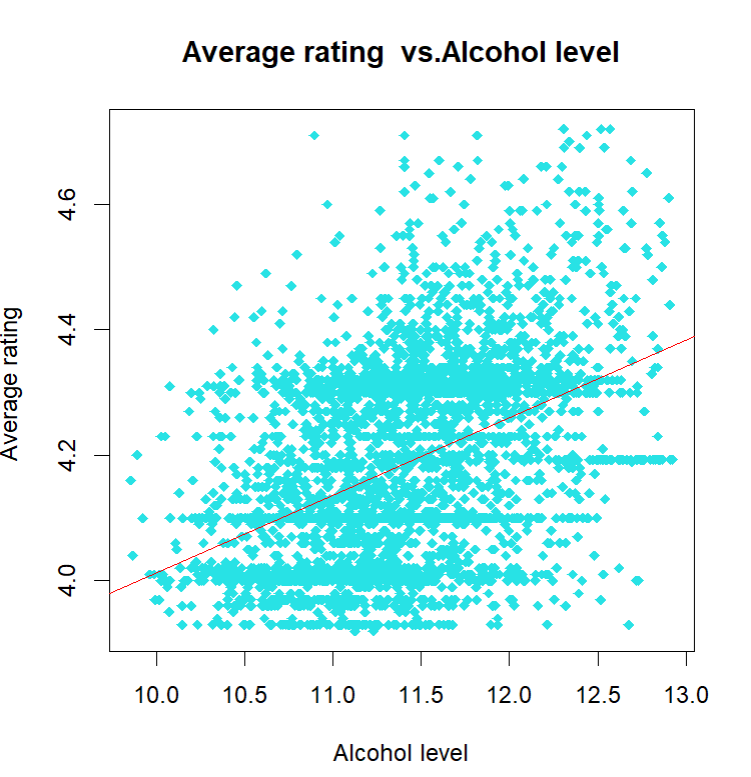 Average rating  vs.Alcohol level
Average rating
4.6
4.4
4.2
4.0
10.0 10.5 11.0 11.5 12.0 12.5 13.0
Alcohol level